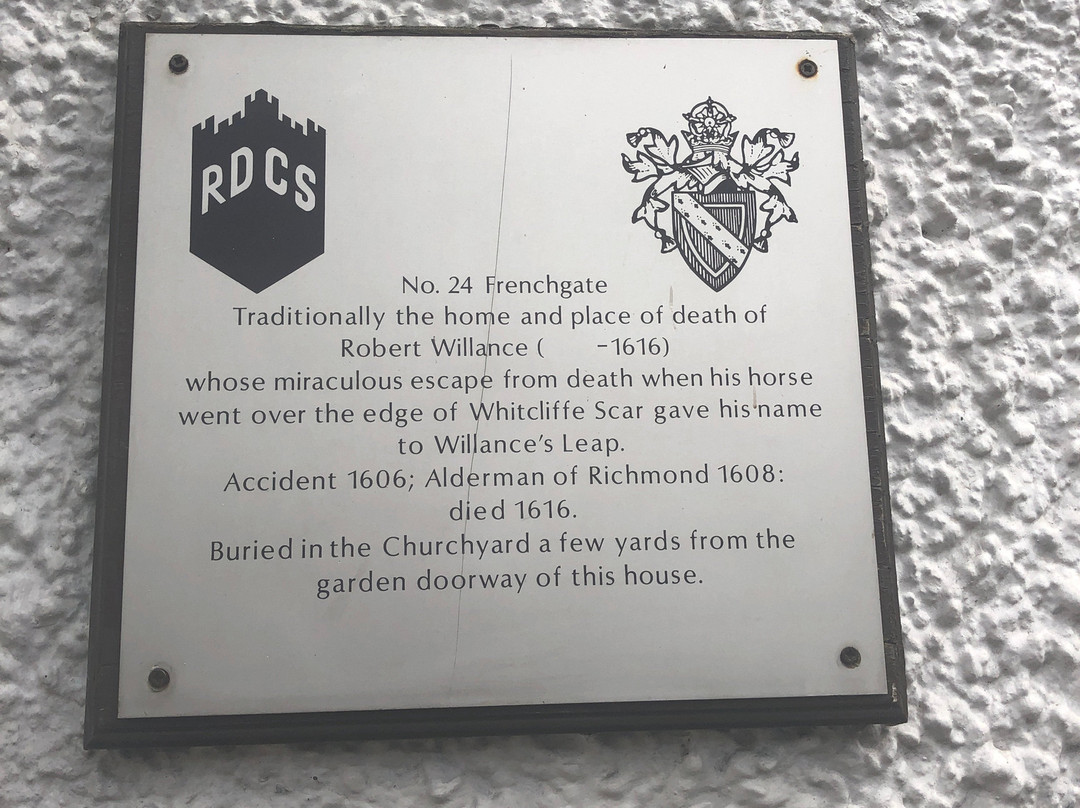 RDCS
No. 24 Frenchgate
Traditionally the home and place of death of
Robert Willance ( -1616)
whose miraculous escape from death when his horse
went over the edge of Whitcliffe Scar gave his name
to Willance's Leap.
Accident 1606; Alderman of Richmond 1608:
died 1616.
Buried in the Churchyard a few yards from the
garden doorway of this house.